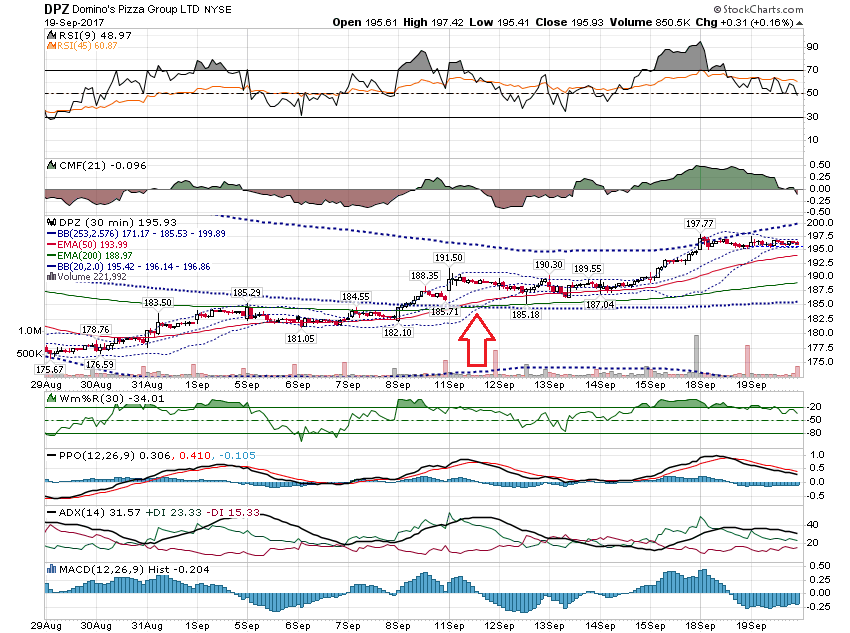 DPZ Domino's Pizza Group LTD NYSE
© StockCharts.com
19-Sep-2017
Open 195.61 High 197.42 Low 195.41 Close 195.93 Volume 850.5K Chg +0.31 (+0.16%)
RSI(9) 48.97
RSI(45) 60.87
90
70
50
30
10
CMF(21) -0.096
0.50
0.25
0.00
-0.25
-0.50
DPZ (30 min) 195.93
BB(253,2.576) 171.17 - 185.53 - 199.89
EMA(50) 193.99
EMA(200) 188.97
BB(20,2.0) 195.42 - 196.14 - 196.86
Volume 221,992
197.77
191.50
190.30
189.55
188.35
187.04
185.71
185.29
185.18
184.55
183.50
182.10
181.05
178.76
176.59
175.67
200.0
197.5
195.0
192.5
190.0
187.5
185.0
182.5
180.0
177.5
175.0
1.0M
500K
29Aug 30Aug 31Aug 1Sep 5Sep 6Sep 7Sep 8Sep 11Sep 12Sep 13Sep 14Sep 15Sep 18Sep 19Sep
Wm%R(30) -34.01
-20
-50
-80
PPO(12,26,9) 0.306, 0.410, -0.105
1.0
0.5
0.0
-0.5
ADX(14) 31.57 +DI 23.33 -DI 15.33
40
20
MACD(12,26,9) Hist -0.204
0.50
0.25
0.00
-0.25
29Aug 30Aug 31Aug 1Sep 5Sep 6Sep 7Sep 8Sep 11Sep 12Sep 13Sep 14Sep 15Sep 18Sep 19Sep